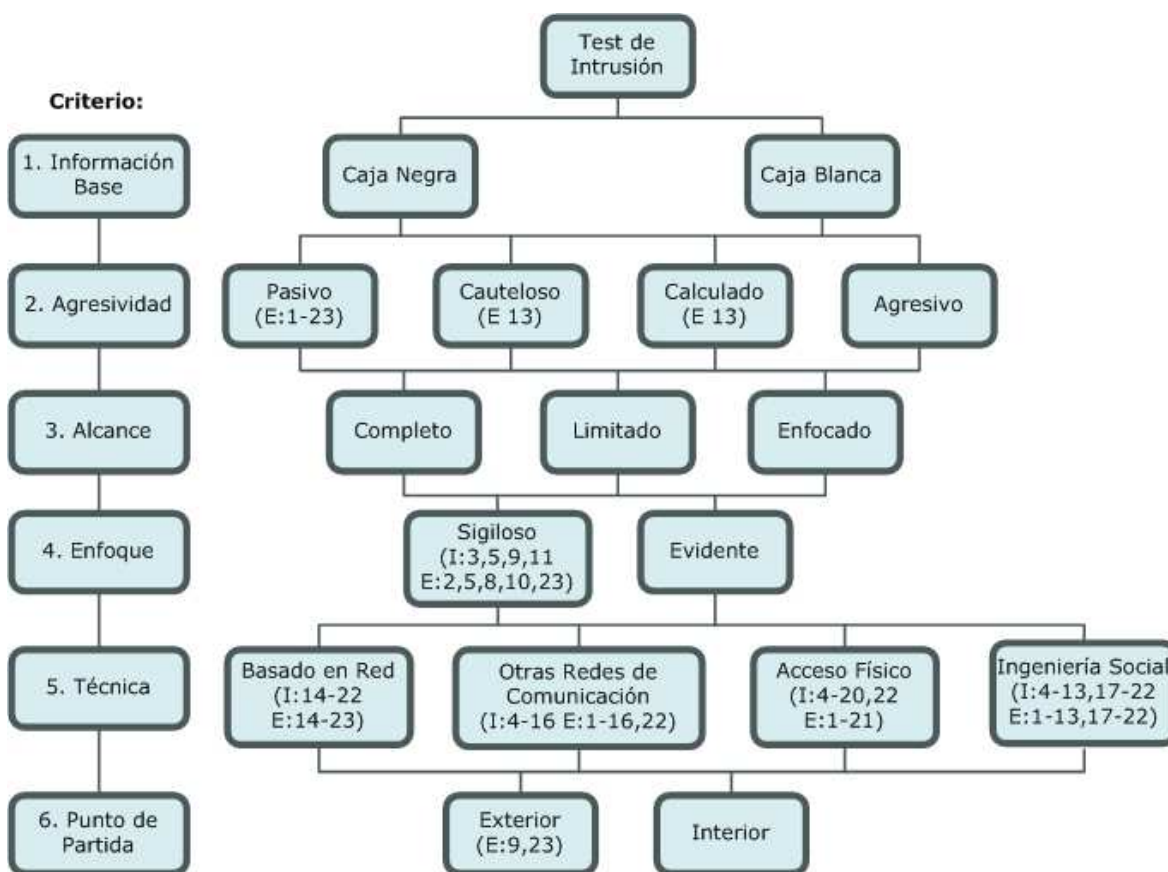 Test de
Intrusión
Criterio:
1. Información
Base
Caja Negra
Caja Blanca
2. Agresividad
Pasivo
(E:1-23)
Cauteloso
(E 13)
Calculado
(E 13)
Agresivo
3. Alcance
Completo
Limitado
Enfocado
4. Enfoque
Sigiloso
(I:3,5,9,11
E:2,5,8,10,23)
Evidente
5. Técnica
Basado en Red
(I:14-22
E:14-23)
Otras Redes de
Comunicación
(I:4-16 E:1-16,22)
Acceso Físico
(I:4-20,22
E:1-21)
Ingeniería Social
(I:4-13,17-22
E:1-13,17-22)
6. Punto de
Partida
Exterior
(E:9,23)
Interior